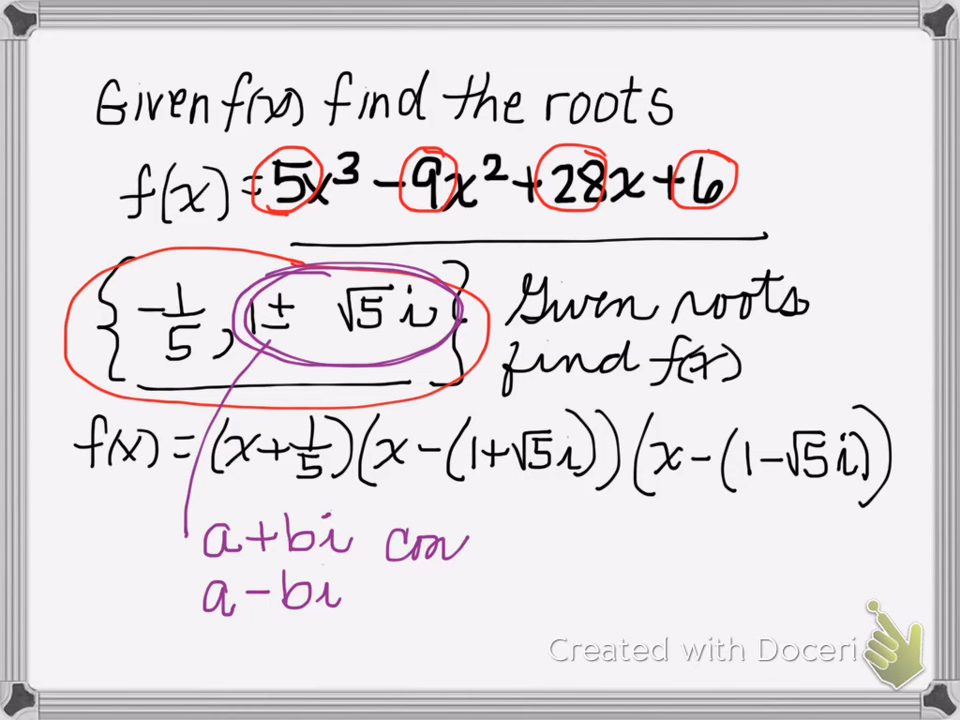 Given f(x) find the roots
f(x) = 5x³ - 9x² + 28x + 6
{-1/5, 1 ± √5 i} Given roots
find f(x)
f(x) = (x + 1/5)(x - (1 + √5 i))(x - (1 - √5 i))
a + bi con
a - bi
Created with Doceri